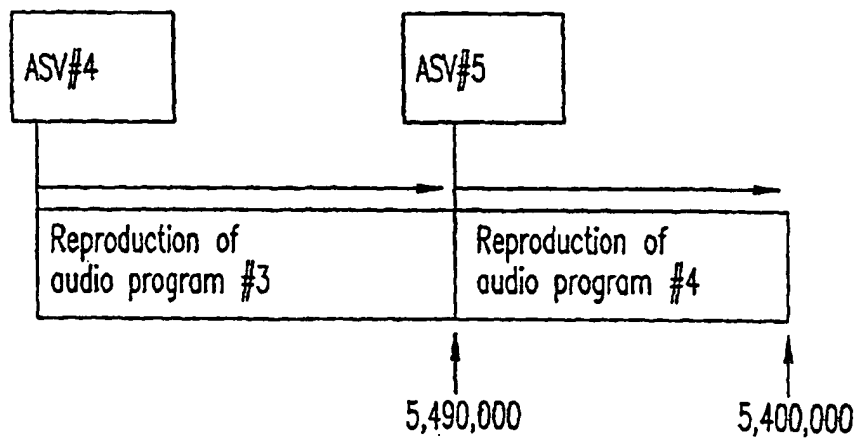 ASV#4
ASV#5
Reproduction of
audio program #3
Reproduction of
audio program #4
5,490,000
5,400,000